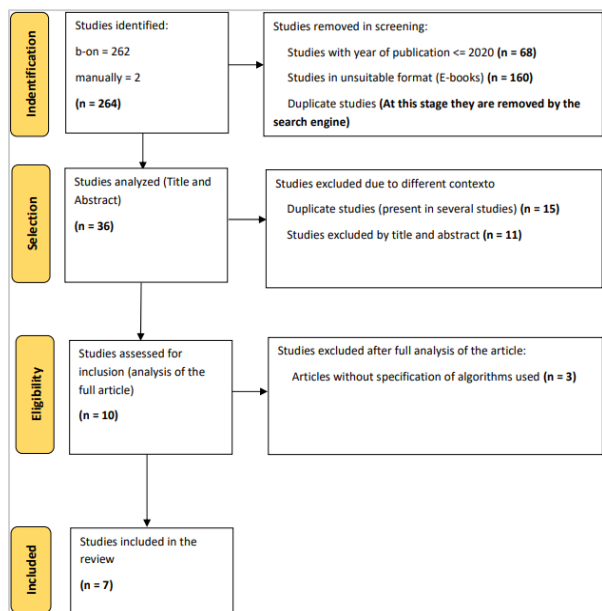 Indentification
Studies identified:
b-on = 262
manually = 2
(n = 264)
Studies removed in screening:
Studies with year of publication <= 2020 (n = 68)
Studies in unsuitable format (E-books) (n = 160)
Duplicate studies (At this stage they are removed by the
search engine)
Selection
Studies analyzed (Title and
Abstract)
(n = 36)
Studies excluded due to different contexto
Duplicate studies (present in several studies) (n = 15)
Studies excluded by title and abstract (n = 11)
Eligibility
Studies assessed for
inclusion (analysis of the
full article)
(n = 10)
Studies excluded after full analysis of the article:
Articles without specification of algorithms used (n = 3)
Included
Studies included in the
review
(n = 7)